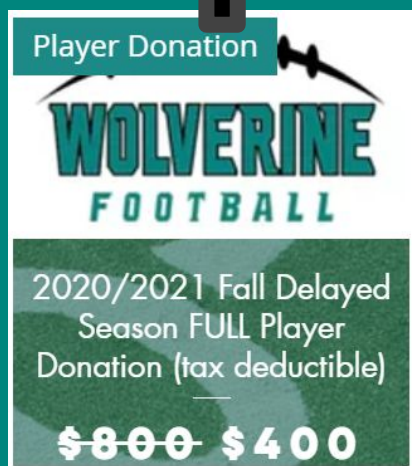 Player Donation
WOLVERINE
FOOTBALL
2020/2021 Fall Delayed
Season FULL Player
Donation (tax deductible)
$800 $400